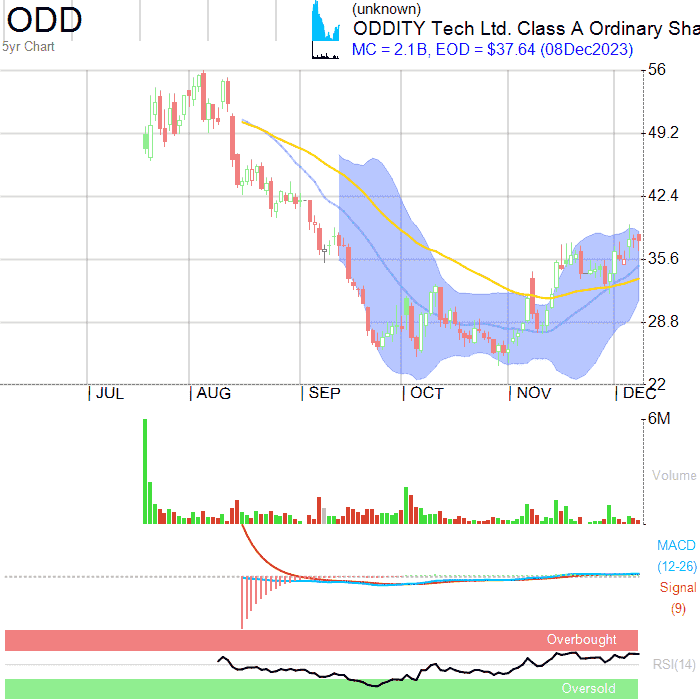 ODD
5yr Chart
(unknown)
ODDITY Tech Ltd. Class A Ordinary Sha
MC = 2.1B, EOD = $37.64 (08Dec2023)
56
49.2
42.4
35.6
28.8
22
JUL AUG SEP OCT NOV DEC
6M
Volume
MACD
(12-26)
Signal
(9)
Overbought
RSI(14)
Oversold